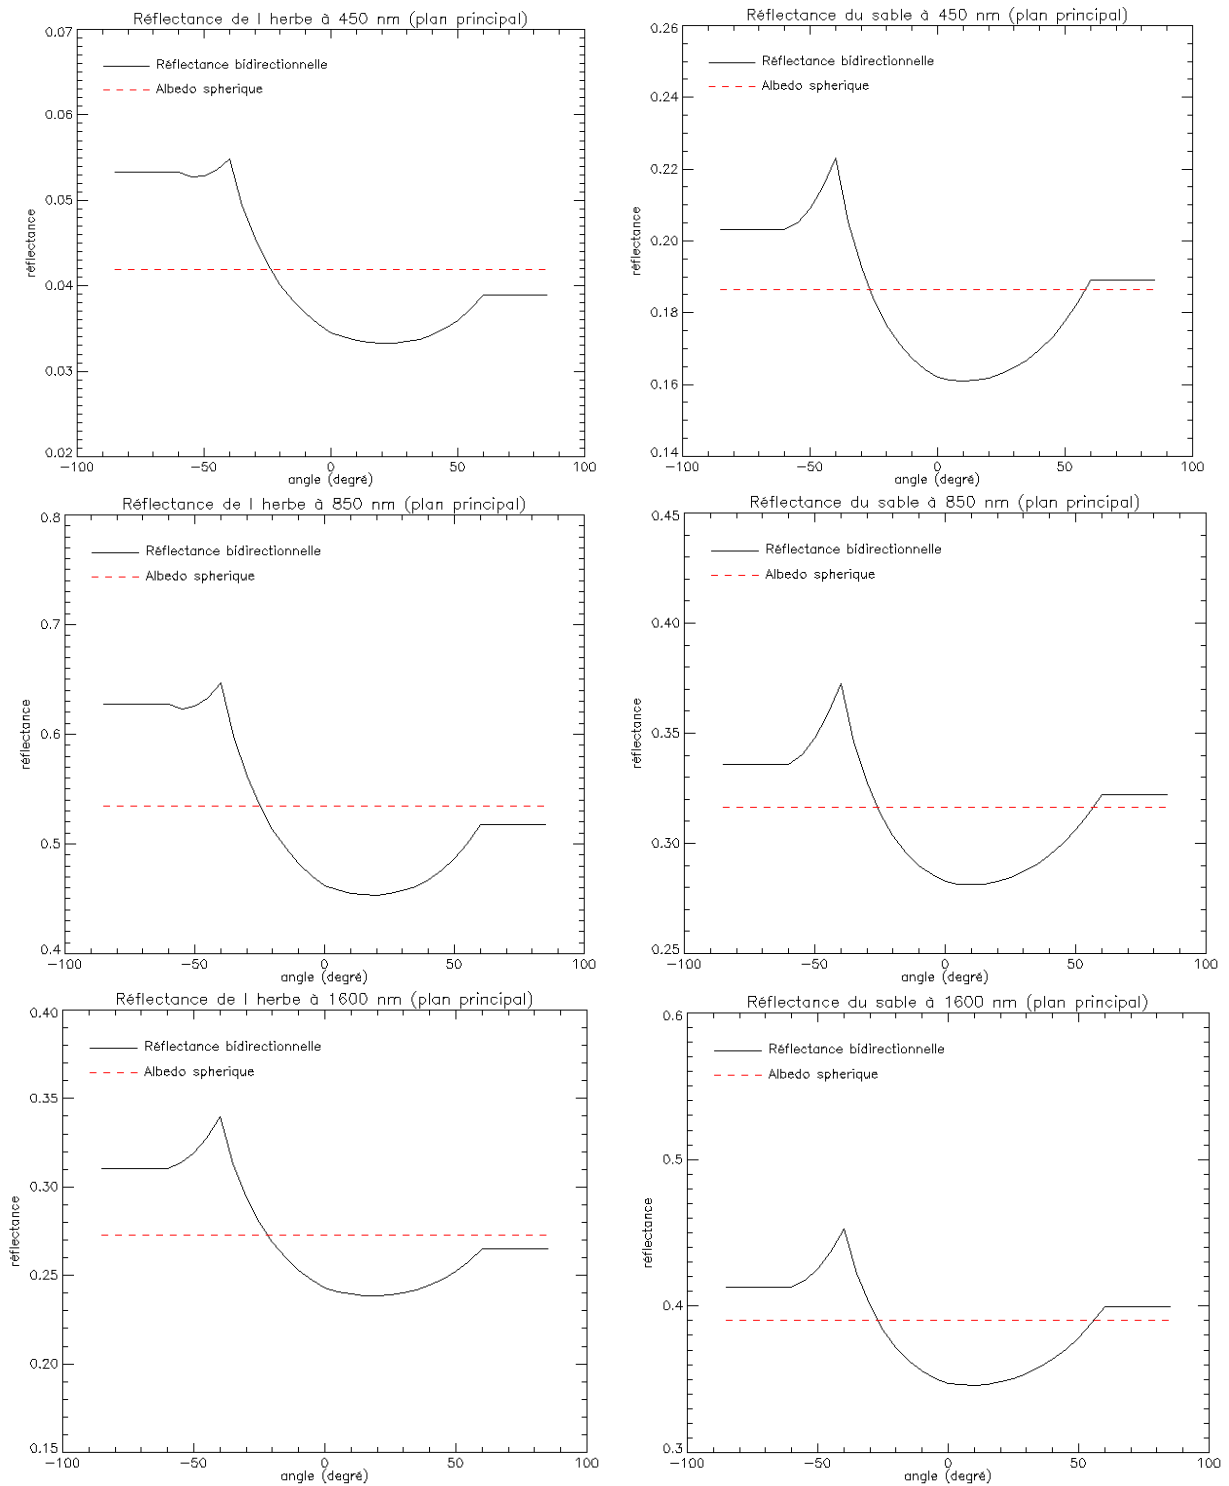 Réflectance de l herbe à 450 nm (plan principal)
0.07
0.06
0.05
0.04
0.03
0.02
réflectance
Réflectance bidirectionnelle
Albedo spherique
−100
−50
0
50
100
angle (degré)
Réflectance du sable à 450 nm (plan principal)
0.26
0.24
0.22
0.20
0.18
0.16
0.14
réflectance
Réflectance bidirectionnelle
Albedo spherique
−100
−50
0
50
100
angle (degré)
Réflectance de l herbe à 850 nm (plan principal)
0.8
0.7
0.6
0.5
0.4
réflectance
Réflectance bidirectionnelle
Albedo spherique
−100
−50
0
50
100
angle (degré)
Réflectance du sable à 850 nm (plan principal)
0.45
0.40
0.35
0.30
0.25
réflectance
Réflectance bidirectionnelle
Albedo spherique
−100
−50
0
50
100
angle (degré)
Réflectance de l herbe à 1600 nm (plan principal)
0.40
0.35
0.30
0.25
0.20
0.15
réflectance
Réflectance bidirectionnelle
Albedo spherique
−100
−50
0
50
100
angle (degré)
Réflectance du sable à 1600 nm (plan principal)
0.6
0.5
0.4
0.3
réflectance
Réflectance bidirectionnelle
Albedo spherique
−100
−50
0
50
100
angle (degré)